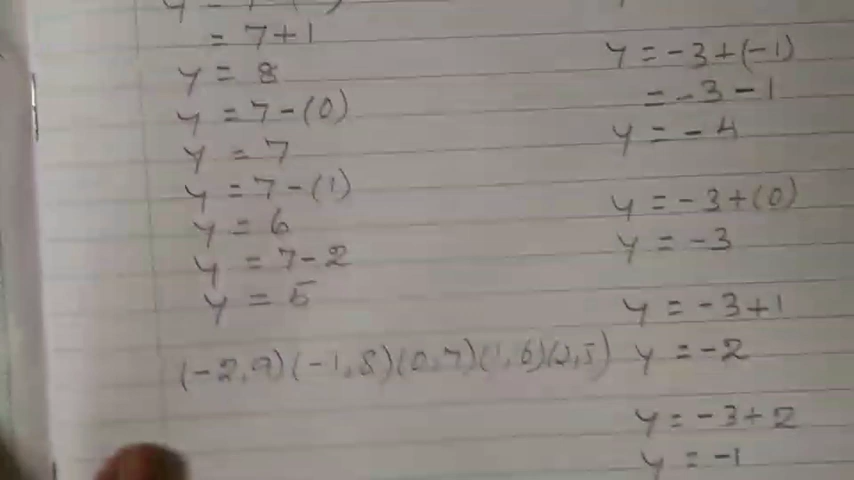 = 7+1
y = 8
y = 7-(0)
y = 7
y = 7-(1)
y = 6
y = 7-2
y = 5
(-2,9)(-1,8)(0,7)(1,6)(2,5)
y = -3+(-1)
= -3-1
y = -4
y = -3+(0)
y = -3
y = -3+1
y = -2
y = -3+2
y = -1